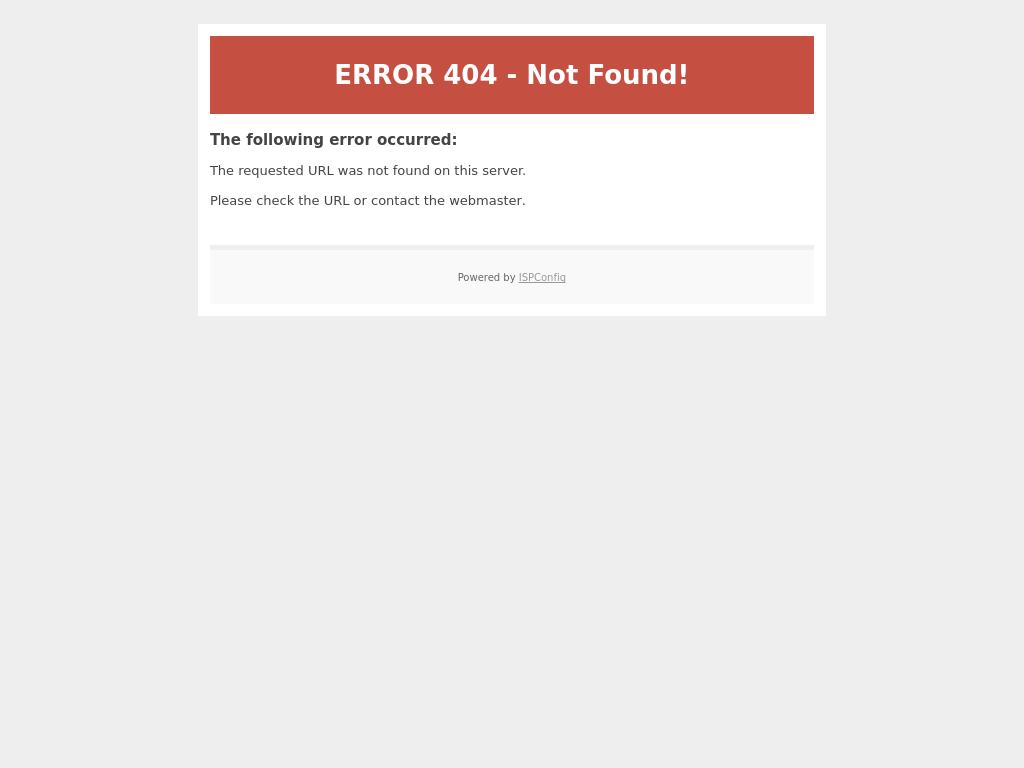 ERROR 404 - Not Found!
The following error occurred:
The requested URL was not found on this server.
Please check the URL or contact the webmaster.
Powered by ISPConfig